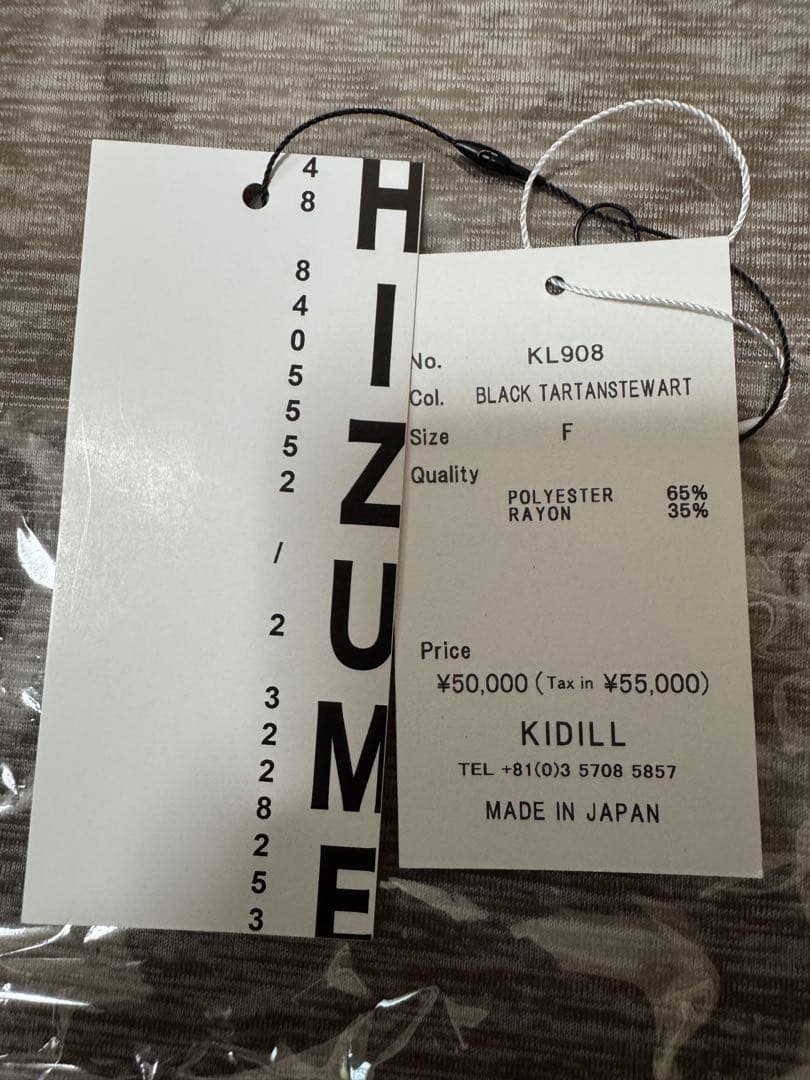 48 8405552 / 2 3228253
HIZUME
No. KL908
Col. BLACK TARTANSTEWART
Size F
Quality
POLYESTER 65%
RAYON 35%
Price
¥50,000 (Tax in ¥55,000)
KIDILL
TEL +81(0)3 5708 5857
MADE IN JAPAN